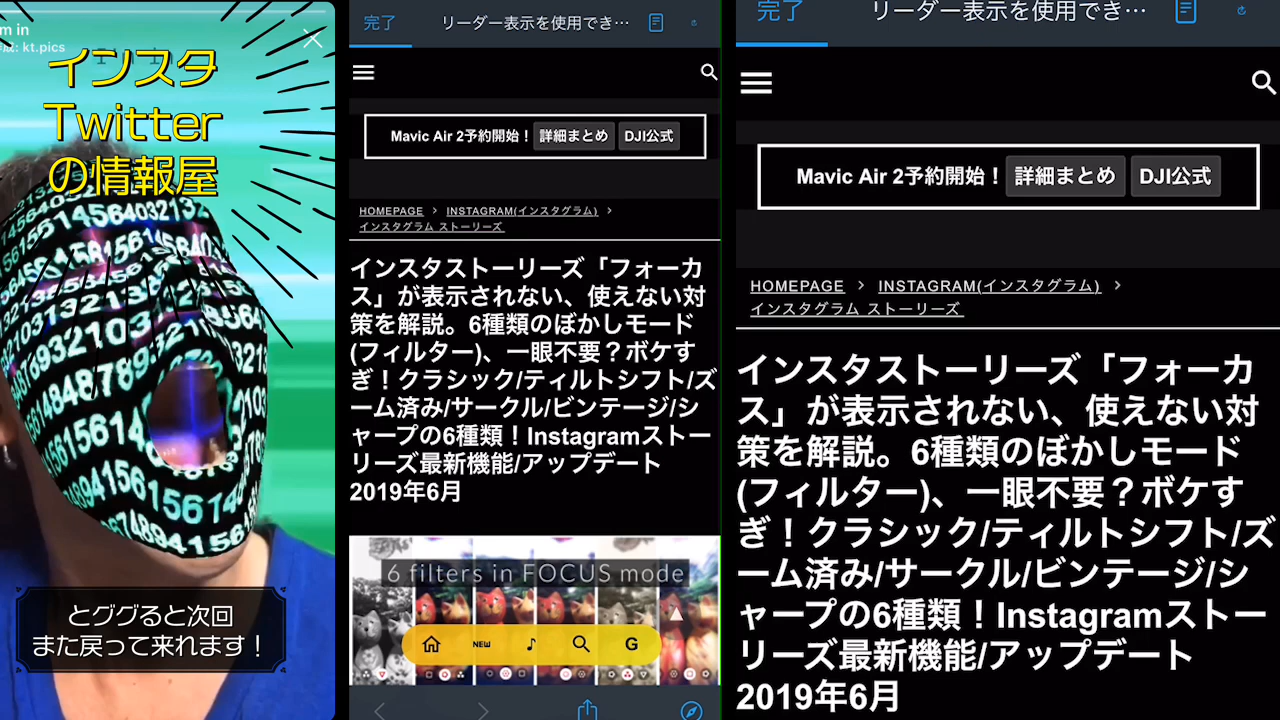 m in
成: kt.pics
インスタ
Twitter
の情報屋
とググると次回
また戻って来れます！
完了
リーダー表示を使用でき…
Mavic Air 2予約開始！ 詳細まとめ DJI公式
HOMEPAGE > INSTAGRAM(インスタグラム) >
インスタグラム ストーリーズ
インスタストーリーズ「フォーカ
ス」が表示されない、使えない対
策を解説。6種類のぼかしモード
(フィルター)、一眼不要？ボケす
ぎ！クラシック/ティルトシフト/ズ
ーム済み/サークル/ビンテージ/シ
ャープの6種類！Instagramストー
リーズ最新機能/アップデート
2019年6月
6 filters in FOCUS mode
NEW
G
完了
リーダー表示を使用でき…
Mavic Air 2予約開始！ 詳細まとめ DJI公式
HOMEPAGE > INSTAGRAM(インスタグラム) >
インスタグラム ストーリーズ
インスタストーリーズ「フォーカ
ス」が表示されない、使えない対
策を解説。6種類のぼかしモード
(フィルター)、一眼不要？ボケす
ぎ！クラシック/ティルトシフト/ズ
ーム済み/サークル/ビンテージ/シ
ャープの6種類！Instagramストー
リーズ最新機能/アップデート
2019年6月